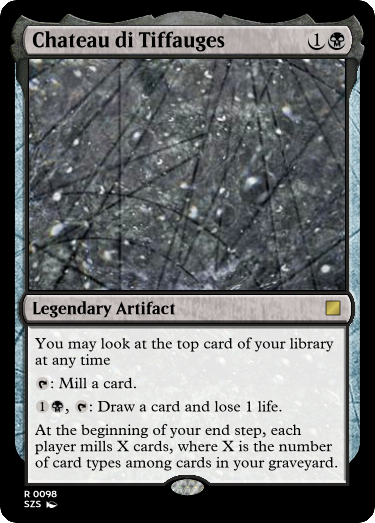 Chateau di Tiffauges 1
Legendary Artifact
You may look at the top card of your library
at any time
: Mill a card.
1 , : Draw a card and lose 1 life.
At the beginning of your end step, each
player mills X cards, where X is the number
of card types among cards in your graveyard.
R 0098
SZS